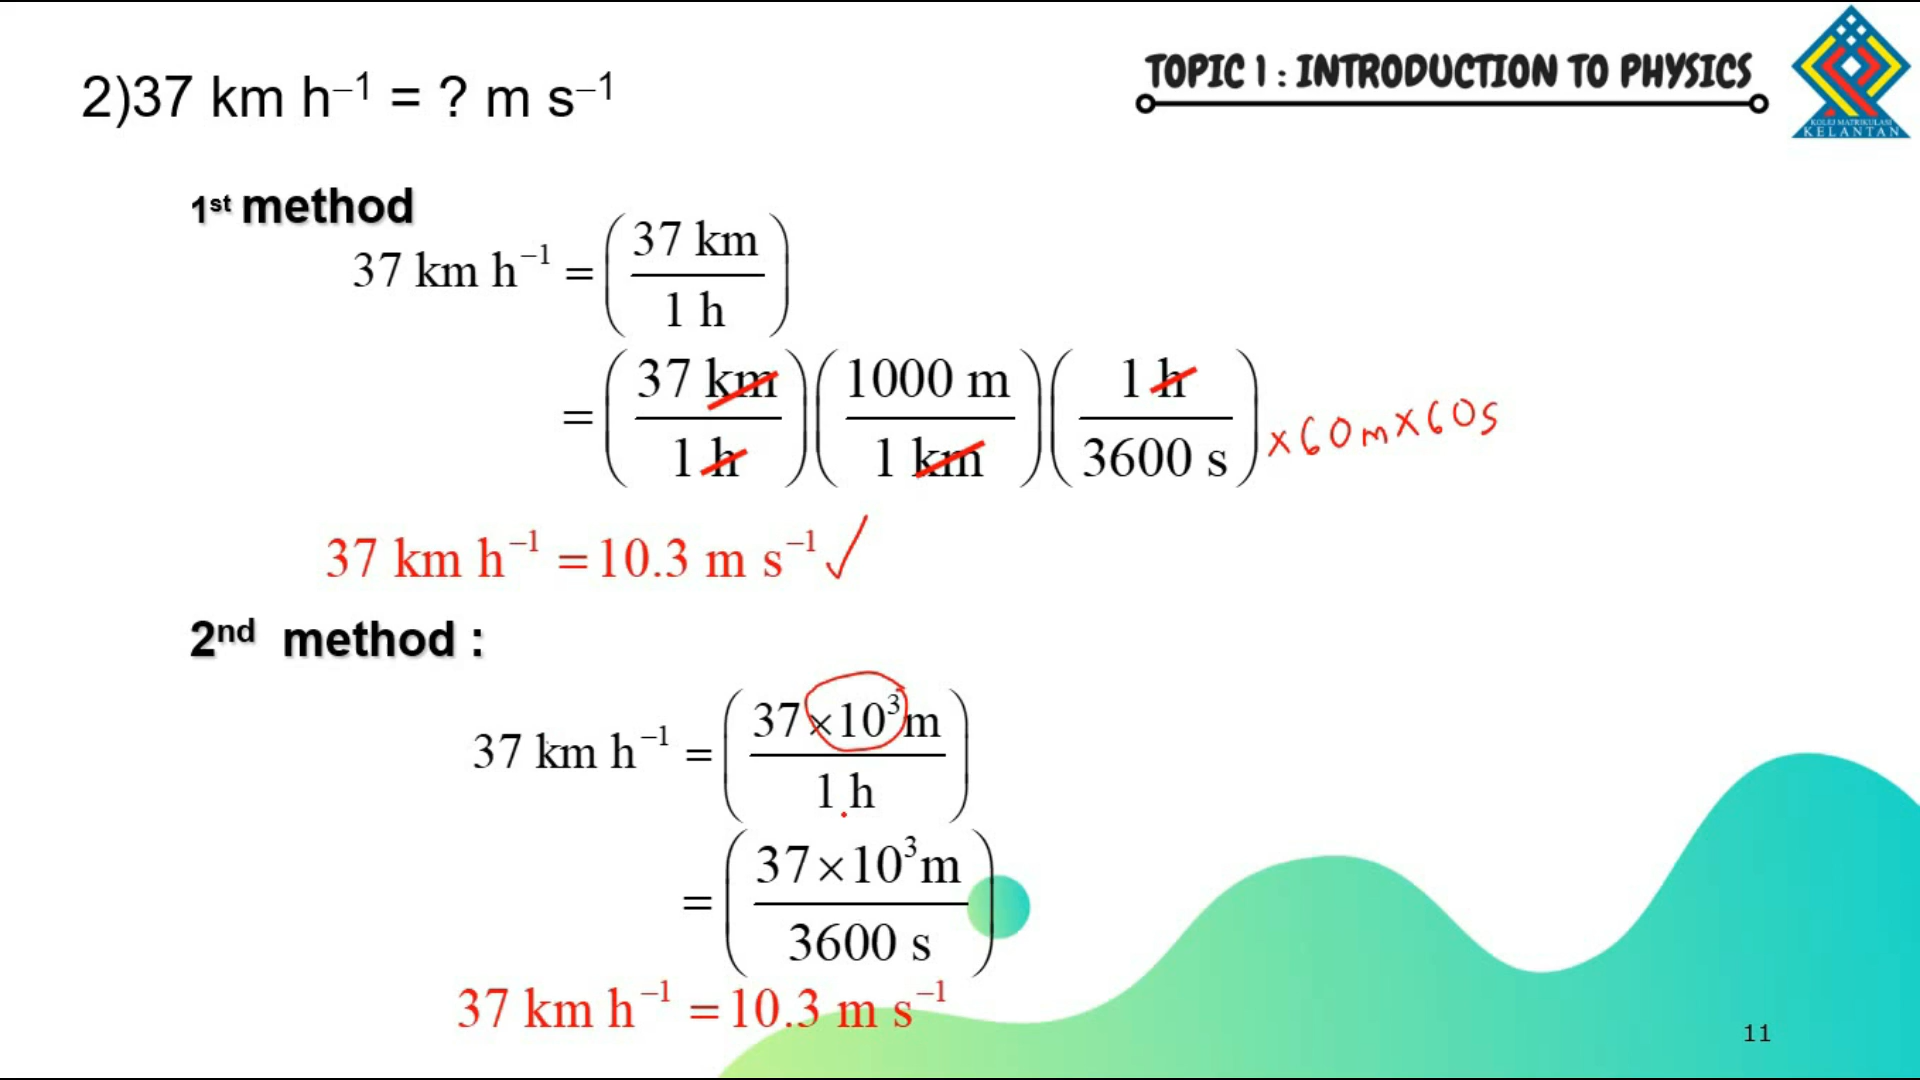 2)37 km h⁻¹ = ? m s⁻¹
TOPIC 1 : INTRODUCTION TO PHYSICS
KOLEJ MATRIKULASI
KELANTAN
1st method
37 km h⁻¹ = (37 km / 1 h)
= (37 km / 1 h)(1000 m / 1 km)(1 h / 3600 s) ×60m×60s
37 km h⁻¹ = 10.3 m s⁻¹ ✓
2nd method :
37 km h⁻¹ = (37×10³m / 1 h)
= (37×10³m / 3600 s)
37 km h⁻¹ = 10.3 m s⁻¹
11